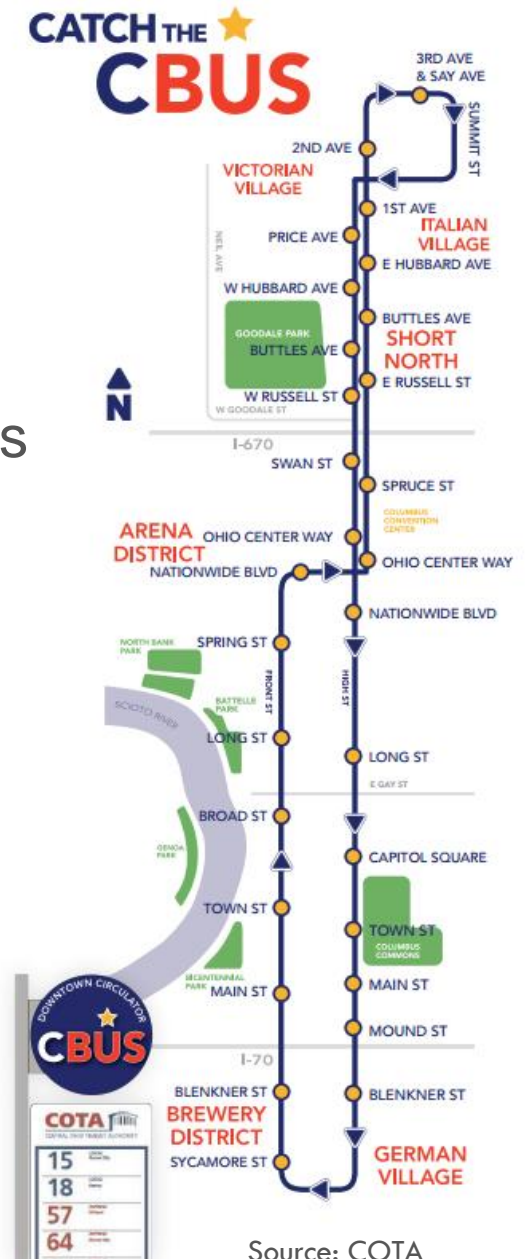 CATCH THE
CBUS
3RD AVE
& SAY AVE
SUMMIT ST
2ND AVE
VICTORIAN
VILLAGE
1ST AVE
ITALIAN
VILLAGE
NEIL AVE
PRICE AVE
E HUBBARD AVE
W HUBBARD AVE
BUTTLES AVE
GOODALE PARK
SHORT
NORTH
BUTTLES AVE
E RUSSELL ST
W RUSSELL ST
N
W GOODALE ST
S
I-670
SWAN ST
SPRUCE ST
COLUMBUS
CONVENTION
CENTER
ARENA
DISTRICT
OHIO CENTER WAY
OHIO CENTER WAY
NATIONWIDE BLVD
NATIONWIDE BLVD
SPRING ST
NORTH BANK
PARK
FRONT ST
HIGH ST
SCIOTO RIVER
BATTELLE
PARK
LONG ST
LONG ST
E GAY ST
BROAD ST
GENOA
PARK
CAPITOL SQUARE
TOWN ST
TOWN ST
COLUMBUS
COMMONS
BICENTENNIAL
PARK
MAIN ST
MAIN ST
MOUND ST
DOWNTOWN CIRCULATOR
CBUS
I-70
BLENKNER ST
BLENKNER ST
BREWERY
DISTRICT
SYCAMORE ST
GERMAN
VILLAGE
COTA
CENTRAL OHIO TRANSIT AUTHORITY
15
18
57
64
Source: COTA